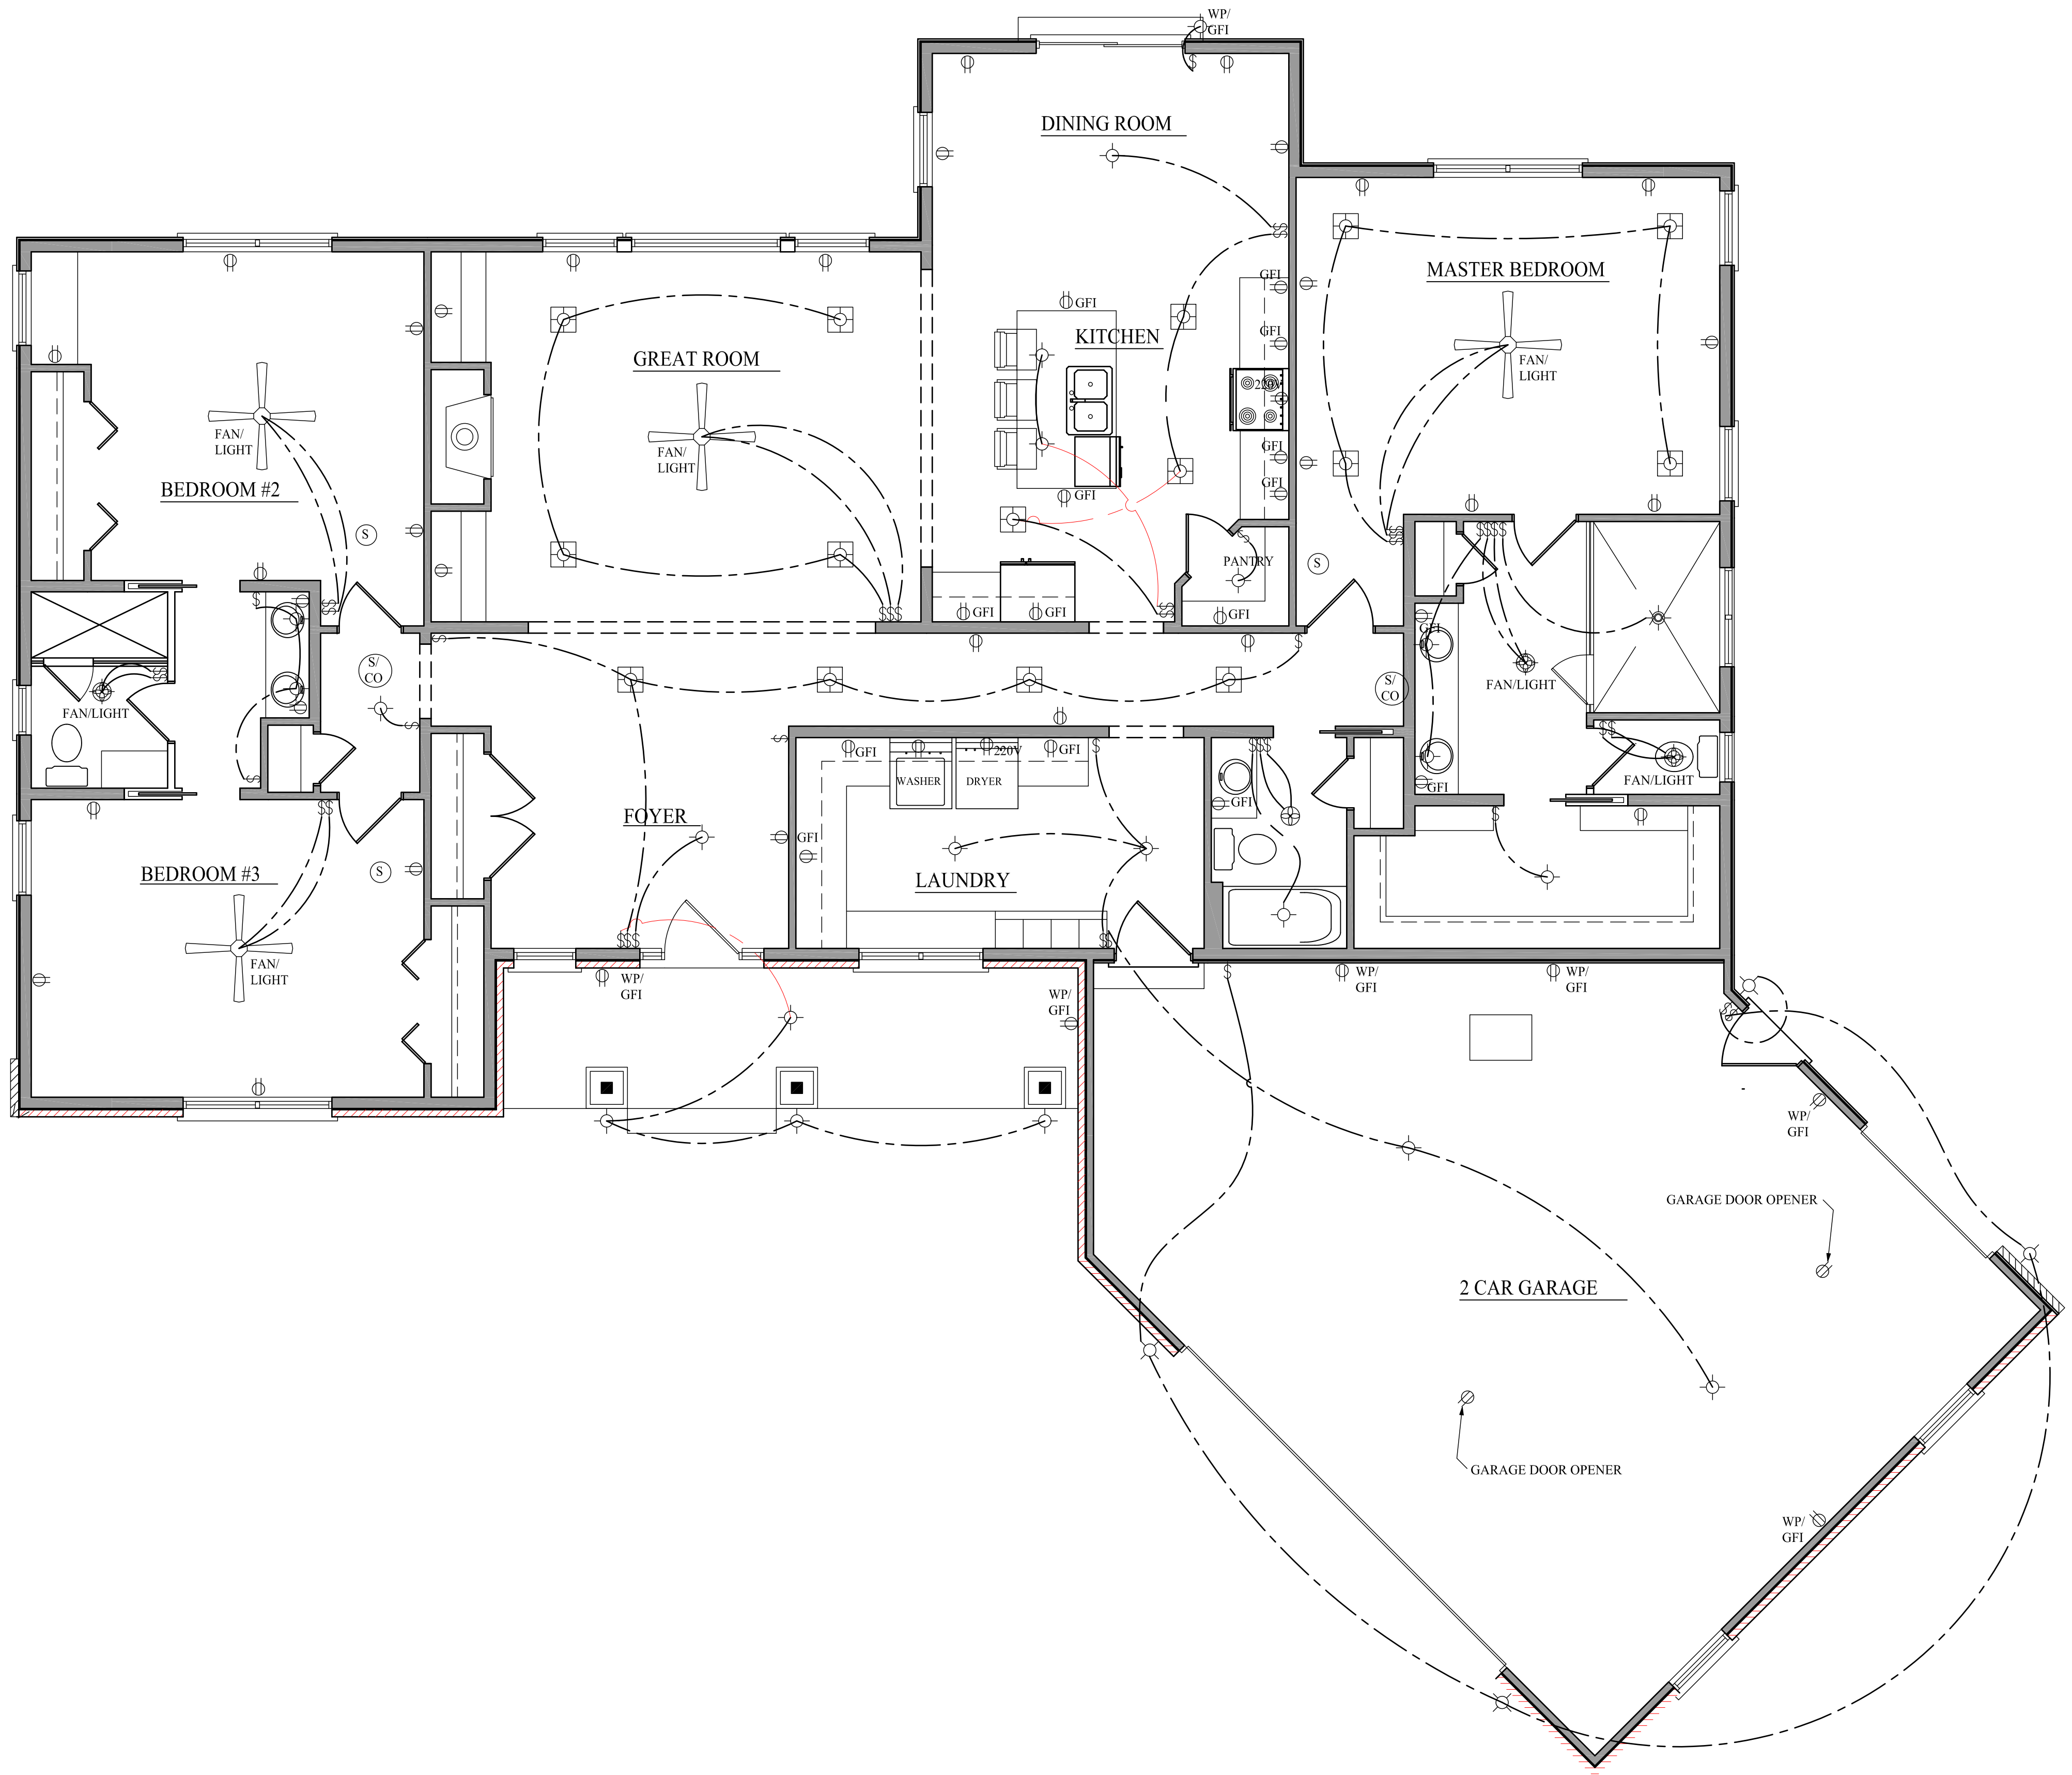 WP/
GFI
DINING ROOM
MASTER BEDROOM
GFI
GFI
KITCHEN
GFI
GREAT ROOM
FAN/
LIGHT
220V
FAN/
LIGHT
BEDROOM #2
FAN/
LIGHT
GFI
GFI
GFI
S
S
PANTRY
GFI
GFI
GFI
GFI
S/
CO
S/
CO
FAN/LIGHT
FAN/LIGHT
GFI
220V
GFI
WASHER
DRYER
FAN/LIGHT
GFI
GFI
FOYER
GFI
BEDROOM #3
S
LAUNDRY
FAN/
LIGHT
WP/
GFI
WP/
GFI
WP/
GFI
WP/
GFI
WP/
GFI
GARAGE DOOR OPENER
2 CAR GARAGE
GARAGE DOOR OPENER
WP/
GFI